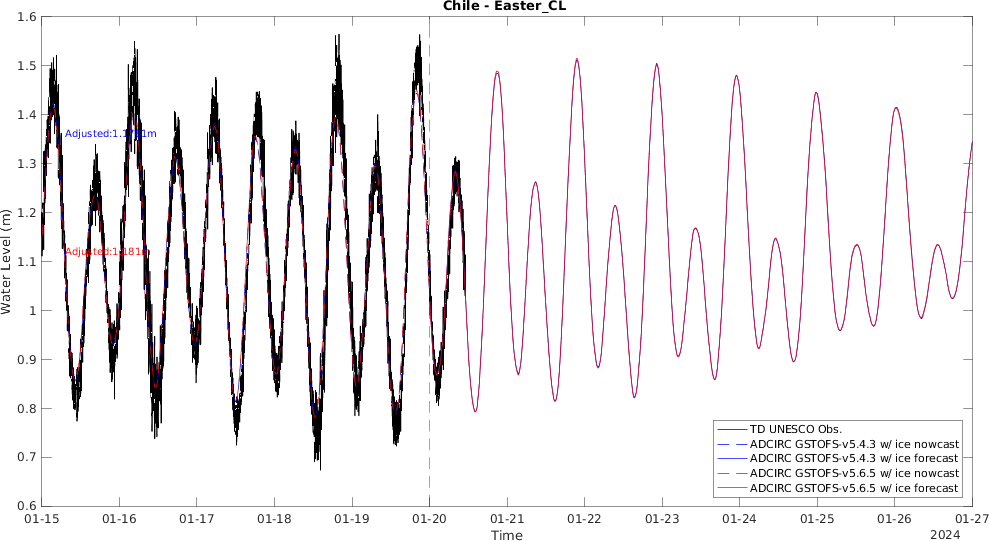 Chile - Easter_CL
1.6
1.5
1.4
1.3
1.2
1.1
1
0.9
0.8
0.7
0.6
Water Level (m)
Adjusted:1.1781m
TD UNESCO Obs.
ADCIRC GSTOFS-v5.4.3 w/ ice nowcast
ADCIRC GSTOFS-v5.4.3 w/ ice forecast
ADCIRC GSTOFS-v5.6.5 w/ ice nowcast
ADCIRC GSTOFS-v5.6.5 w/ ice forecast
01-15 01-16 01-17 01-18 01-19 01-20 01-21 01-22 01-23 01-24 01-25 01-26 01-27
Time
2024